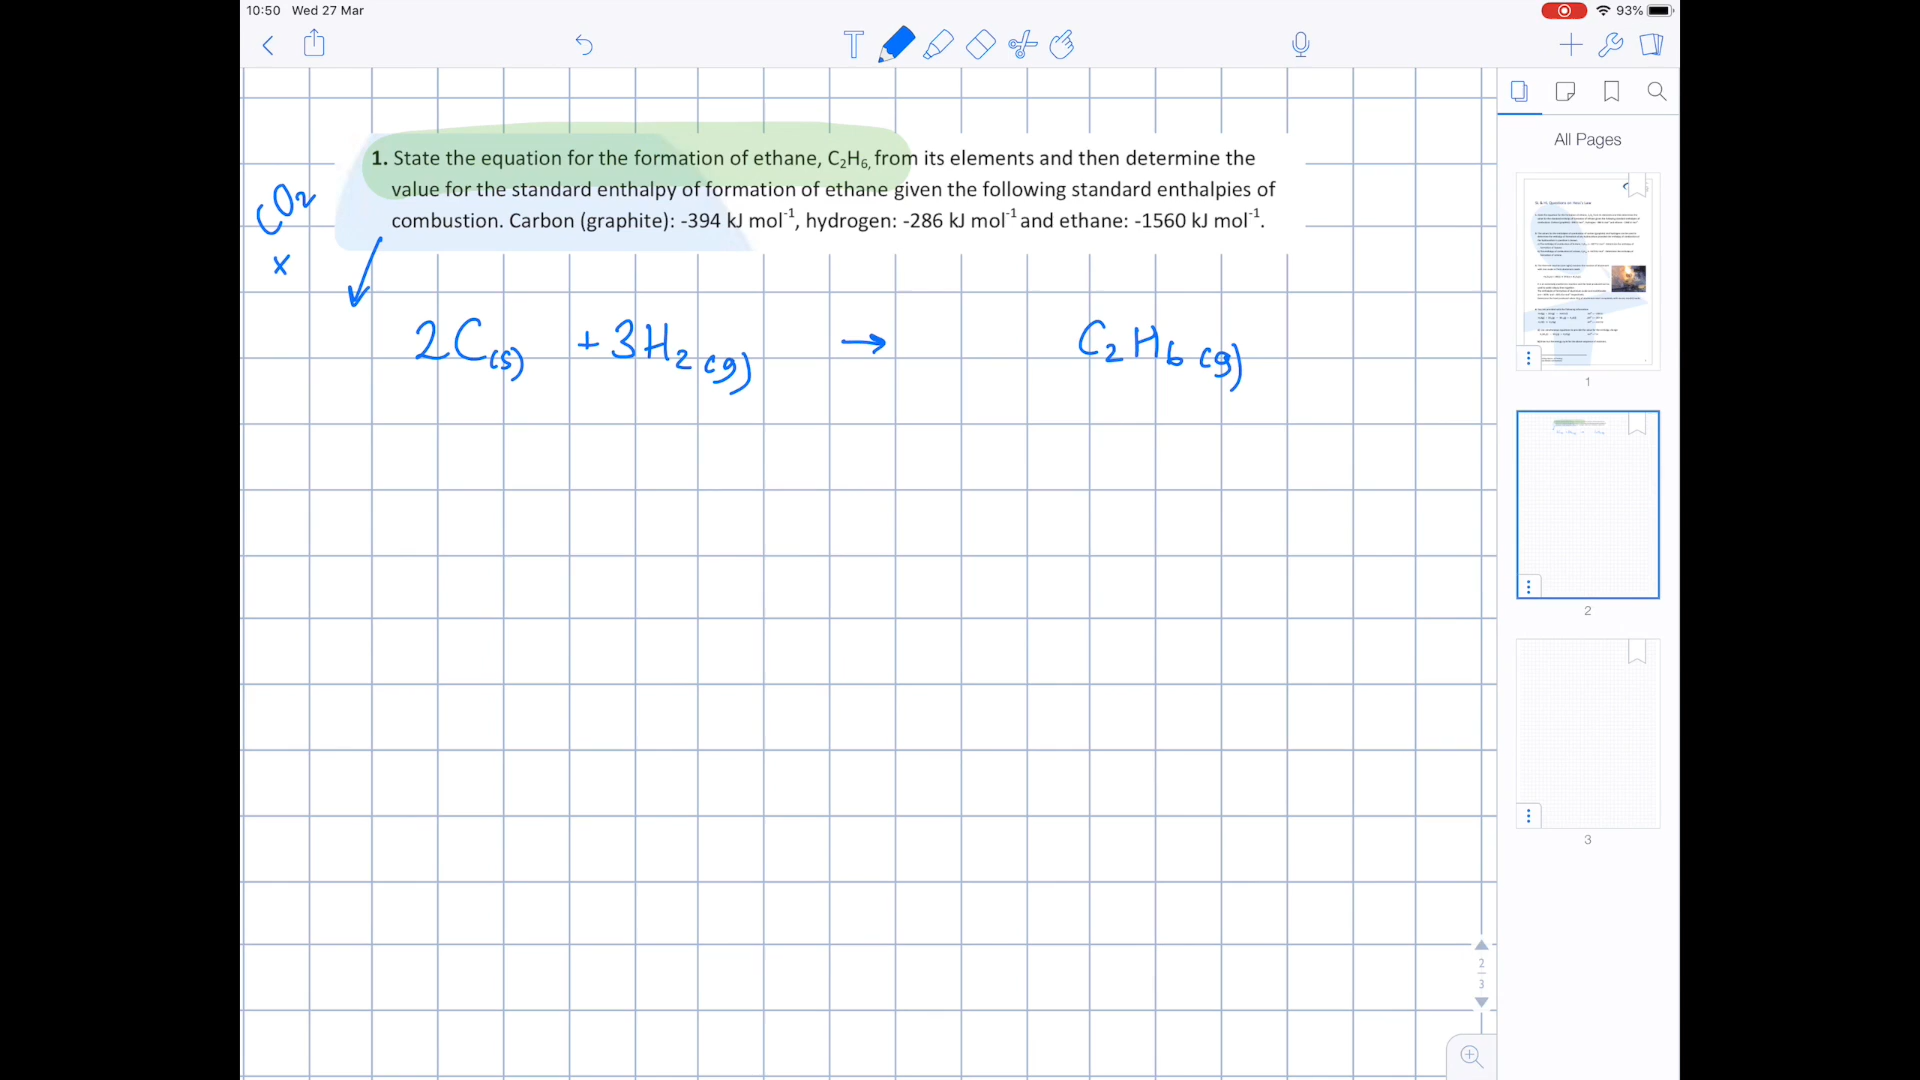 10:50 Wed 27 Mar
93%
T
All Pages
1. State the equation for the formation of ethane, C₂H₆, from its elements and then determine the
value for the standard enthalpy of formation of ethane given the following standard enthalpies of
combustion. Carbon (graphite): -394 kJ mol⁻¹, hydrogen: -286 kJ mol⁻¹ and ethane: -1560 kJ mol⁻¹.
CO₂
x
2C(s) + 3H₂(g) → C₂H₆(g)
1
2
3
2
3